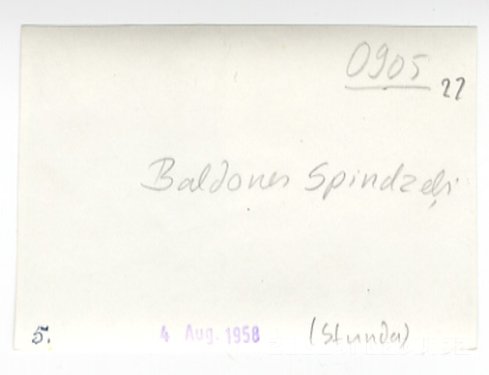 0905
27
Baldones Spindzeļi
5. 4 Aug. 1958 (Stunda)